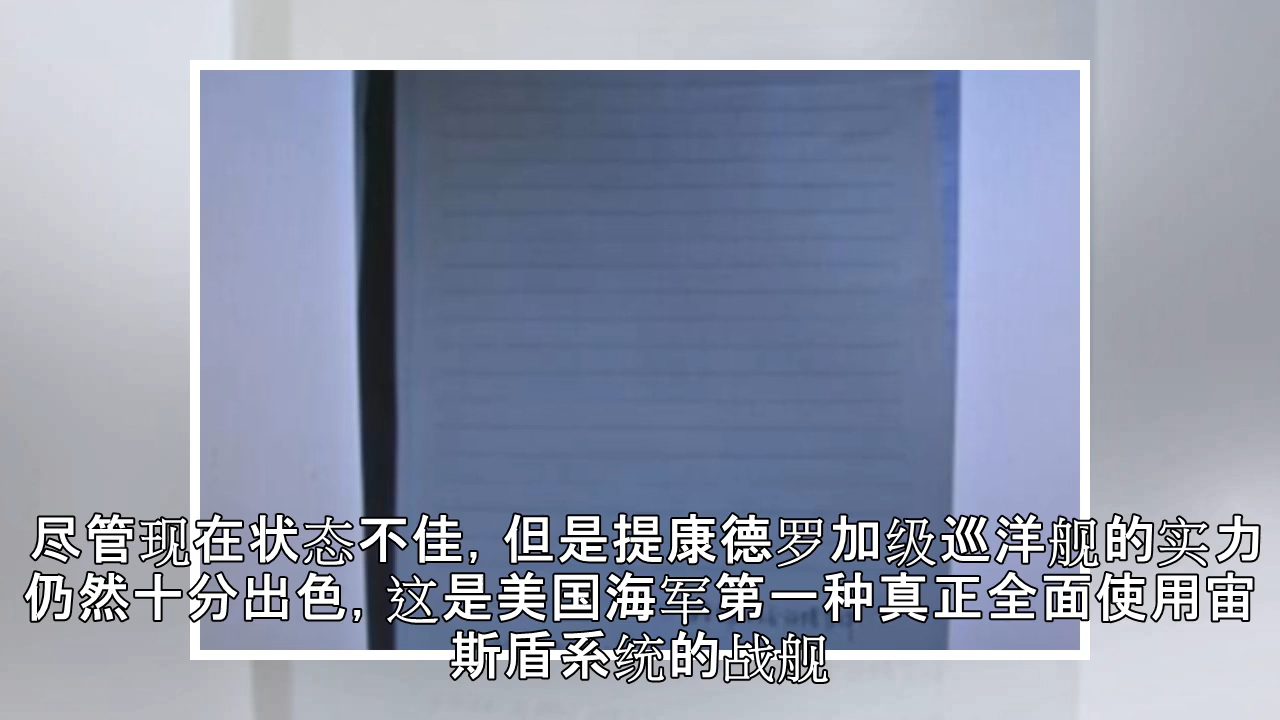 尽管现在状态不佳，但是提康德罗加级巡洋舰的实力
仍然十分出色，这是美国海军第一种真正全面使用宙
斯盾系统的战舰